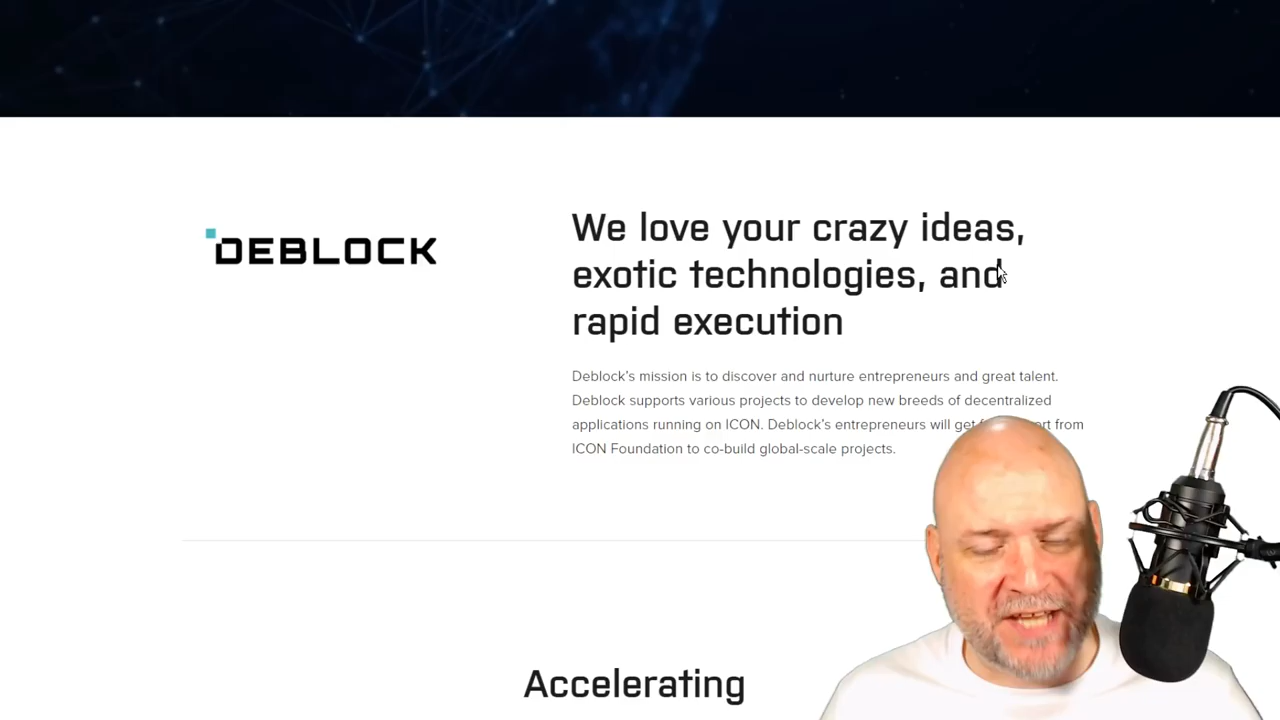 DEBLOCK
We love your crazy ideas,
exotic technologies, and
rapid execution
Deblock's mission is to discover and nurture entrepreneurs and great talent.
Deblock supports various projects to develop new breeds of decentralized
applications running on ICON. Deblock's entrepreneurs will get from
ICON Foundation to co-build global-scale projects.
Accelerating